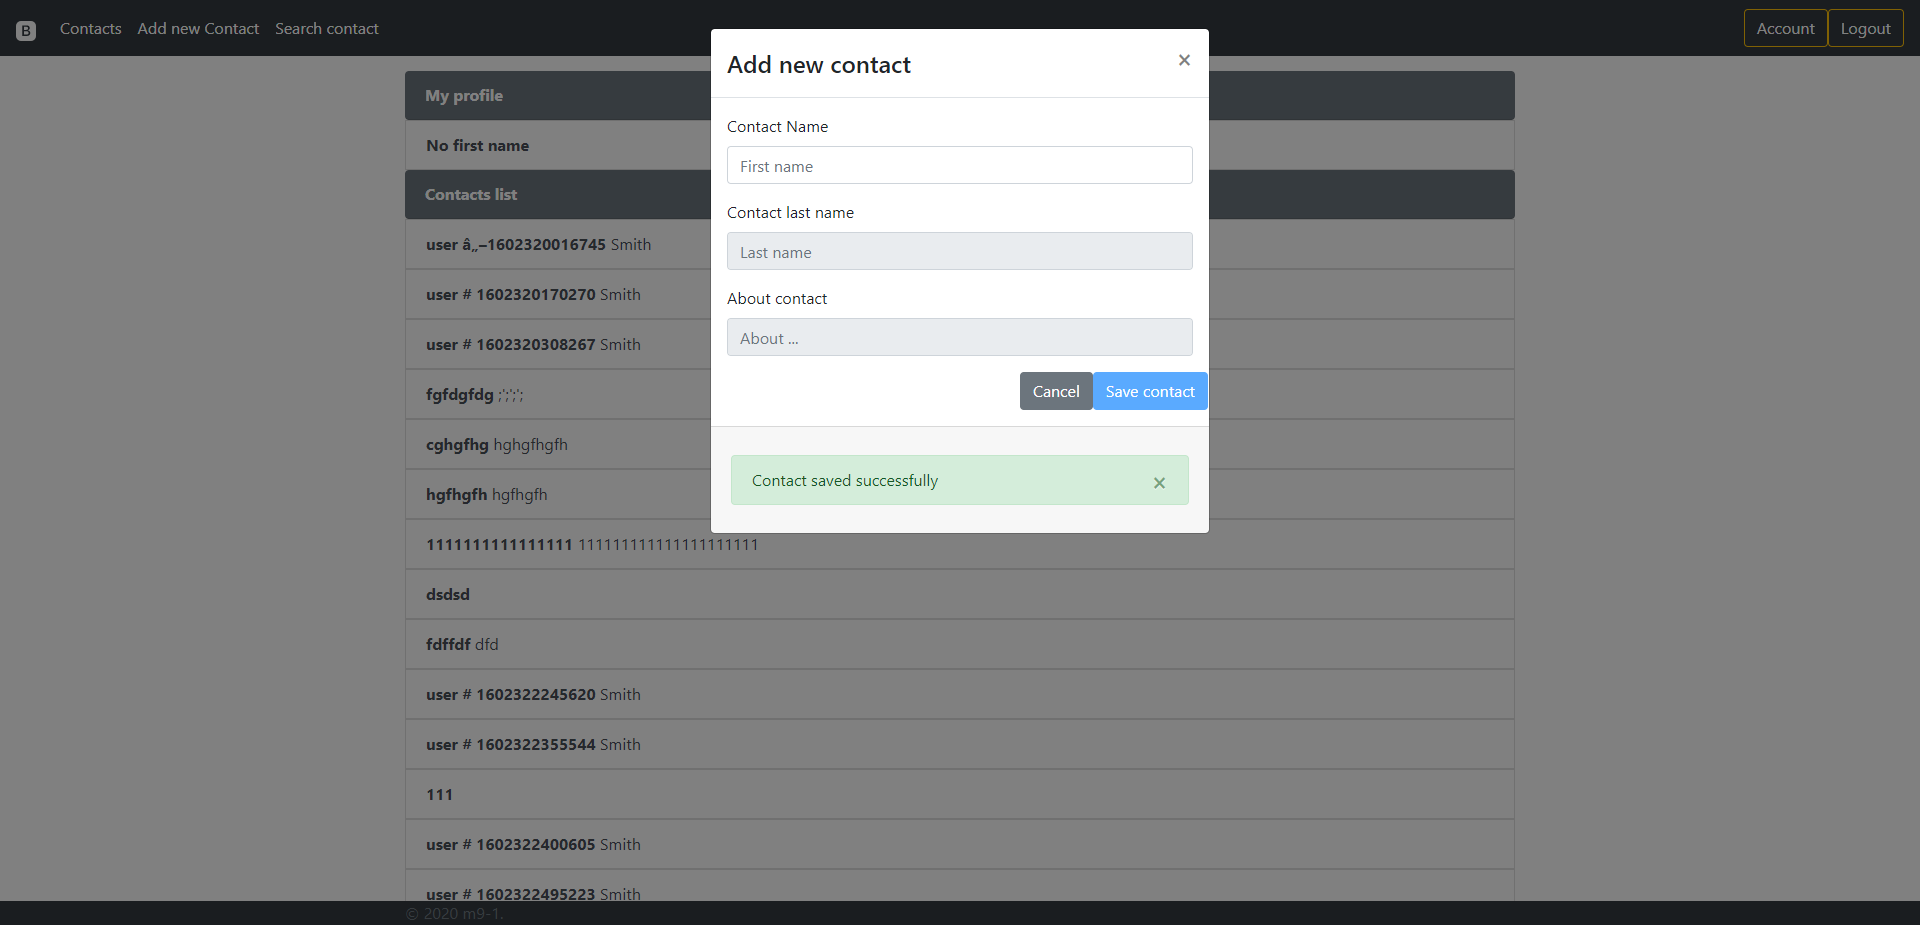 B Contacts Add new Contact Search contact Account Logout
Add new contact ×
Contact Name
First name
Contact last name
Last name
About contact
About ...
Cancel Save contact
Contact saved successfully ×
My profile
No first name
Contacts list
user â„–1602320016745 Smith
user # 1602320170270 Smith
user # 1602320308267 Smith
fgfdgfdg ;';';';
cghgfhg hghgfhgfh
hgfhgfh hgfhgfh
dsdsd
fdffdf dfd
user # 1602322245620 Smith
user # 1602322355544 Smith
111
user # 1602322400605 Smith
user # 1602322495223 Smith
© 2020 m9-1.